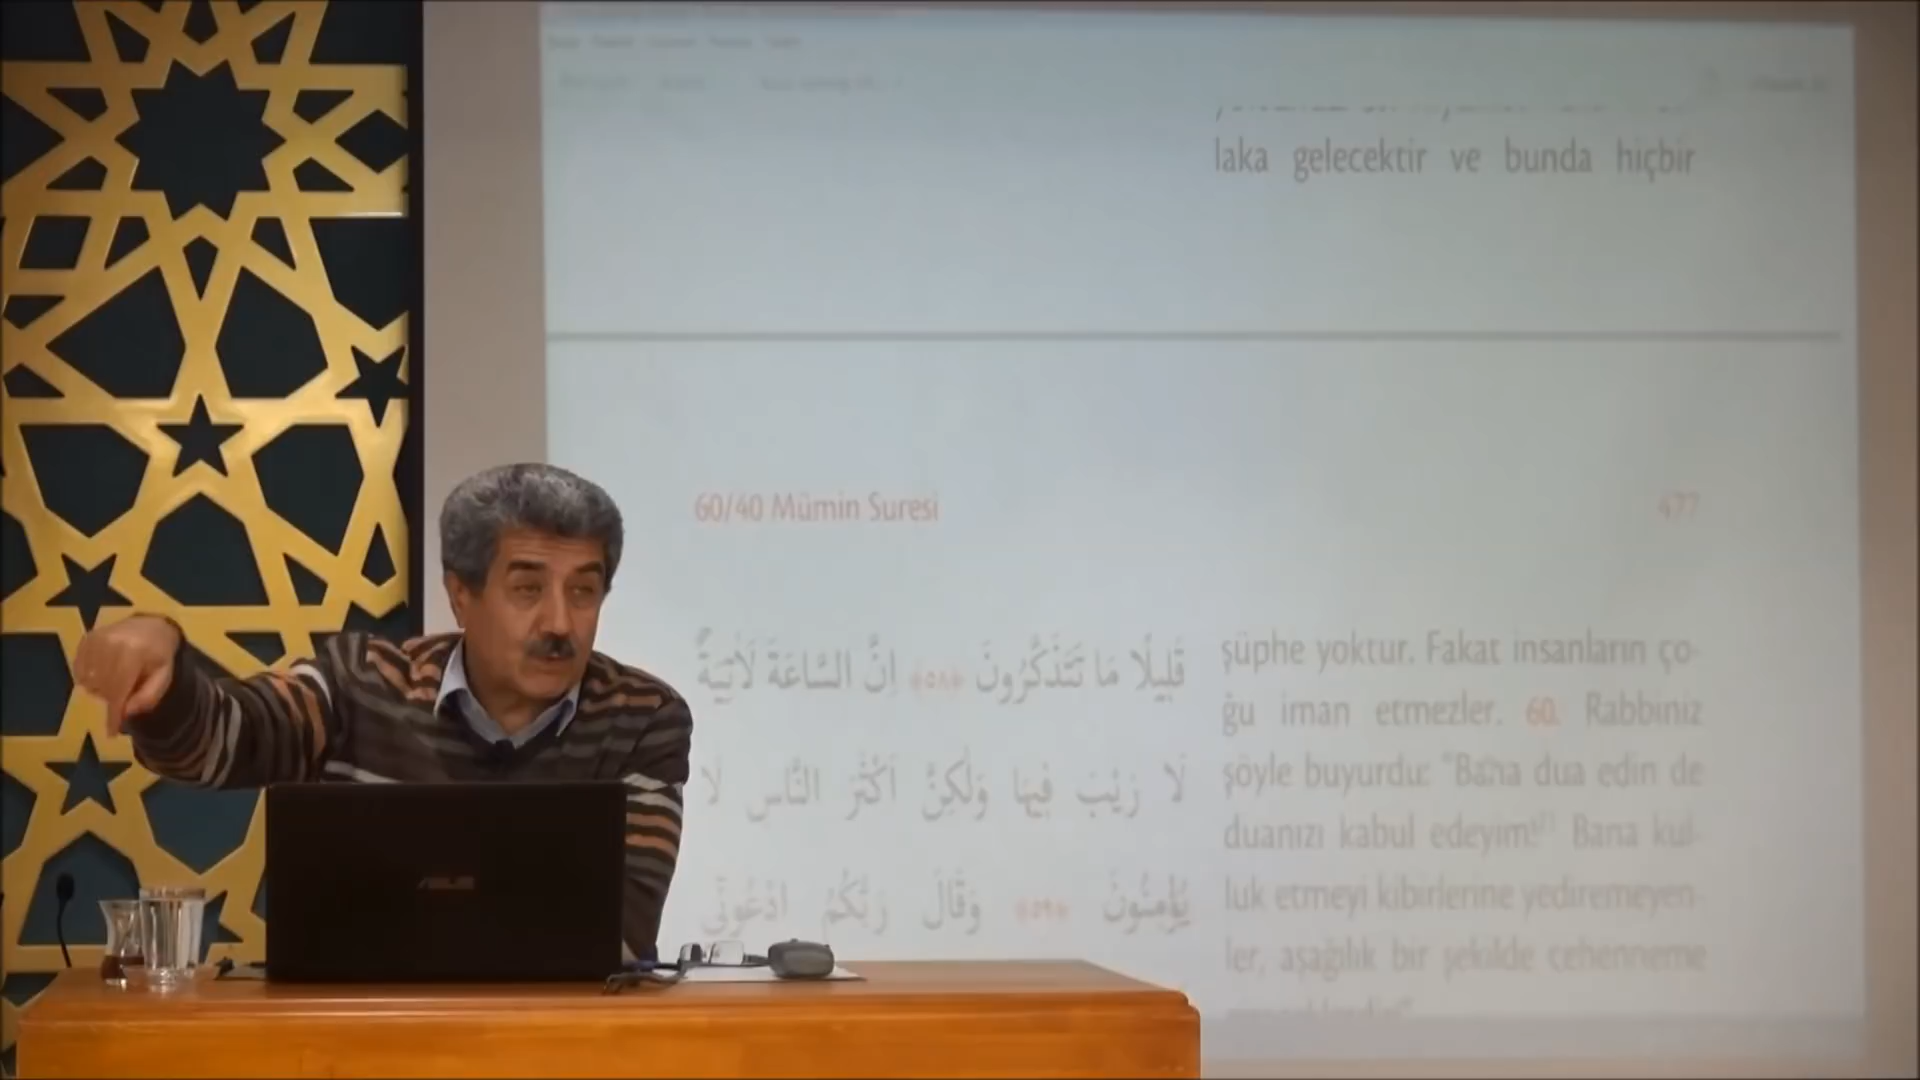 laka gelecektir ve bunda hiçbir
60/40 Mümin Suresi
477
قَلِيلًا مَا تَتَذَكَّرُونَ ﴿٥٨﴾ اِنَّ السَّاعَةَ لَاٰتِيَةٌ
لَا رَيْبَ فِيهَا وَلٰكِنَّ اَكْثَرَ النَّاسِ لَا
يُؤْمِنُونَ ﴿٥٩﴾ وَقَالَ رَبُّكُمُ ادْعُونِٓي
şüphe yoktur. Fakat insanların ço-
ğu iman etmezler. 60. Rabbiniz
şöyle buyurdu: "Bana dua edin de
duanızı kabul edeyim! Bana kul-
luk etmeyi kibirlerine yediremeyen-
ler, aşağılık bir şekilde cehenneme
ASUS